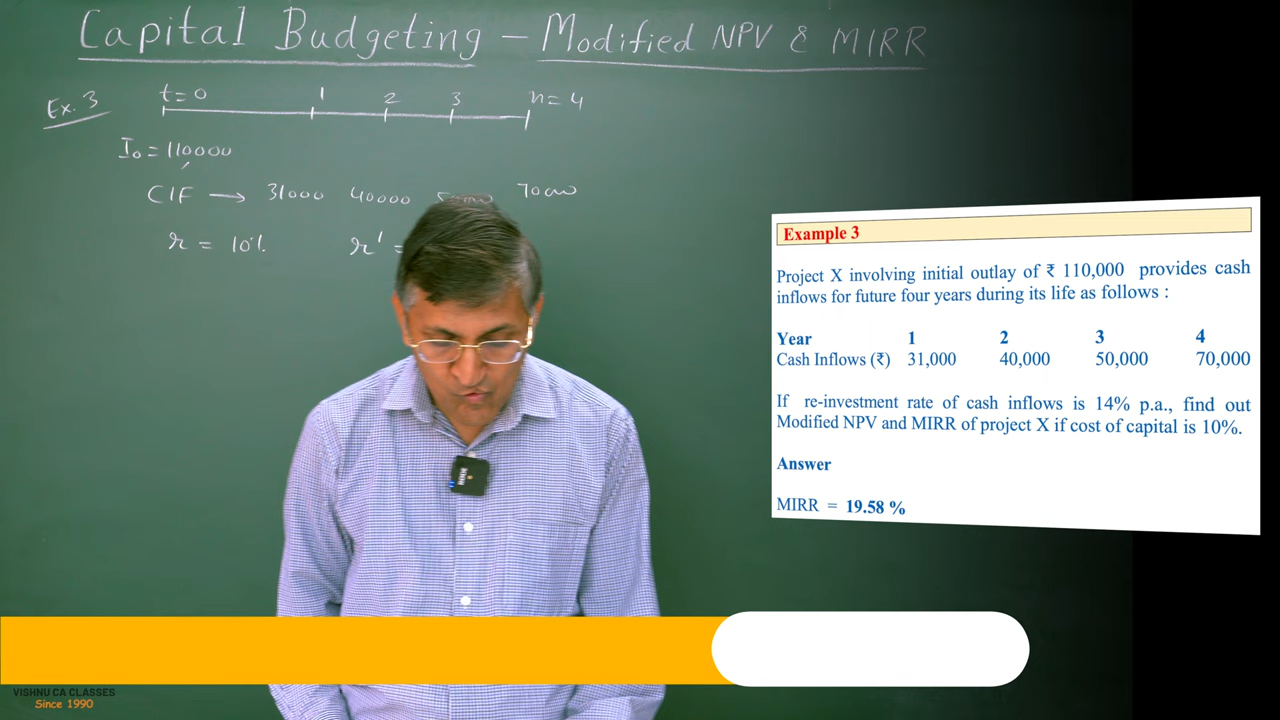 Capital Budgeting – Modified NPV & MIRR
Ex. 3
t=0 1 2 3 n=4
I₀ = 110000
CIF → 31000 40000 70000
r = 10% r' =
Example 3
Project X involving initial outlay of ₹ 110,000 provides cash
inflows for future four years during its life as follows :
Year 1 2 3 4
Cash Inflows (₹) 31,000 40,000 50,000 70,000
If re-investment rate of cash inflows is 14% p.a., find out
Modified NPV and MIRR of project X if cost of capital is 10%.
Answer
MIRR = 19.58 %
VISHNU CA CLASSES
Since 1990